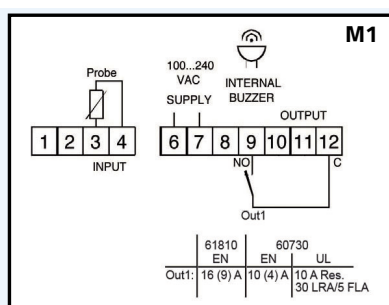 M1
Probe
100...240
VAC
SUPPLY
INTERNAL
BUZZER
OUTPUT
1 2 3 4
6 7 8 9 10 11 12
INPUT
NO
C
Out1
61810 60730
EN EN UL
Out1: 16 (9) A 10 (4) A 10 A Res.
30 LRA/5 FLA